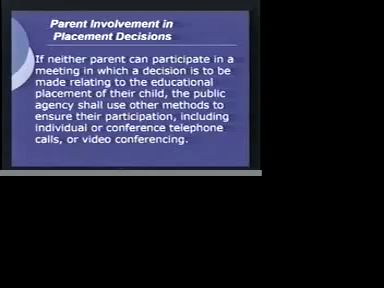 Parent Involvement in
Placement Decisions
If neither parent can participate in a
meeting in which a decision is to be
made relating to the educational
placement of their child, the public
agency shall use other methods to
ensure their participation, including
individual or conference telephone
calls, or video conferencing.